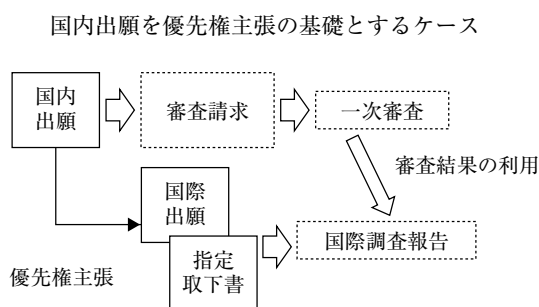 国内出願を優先権主張の基礎とするケース
国内
出願
審査請求
一次審査
審査結果の利用
国際
出願
国際調査報告
指定
取下書
優先権主張